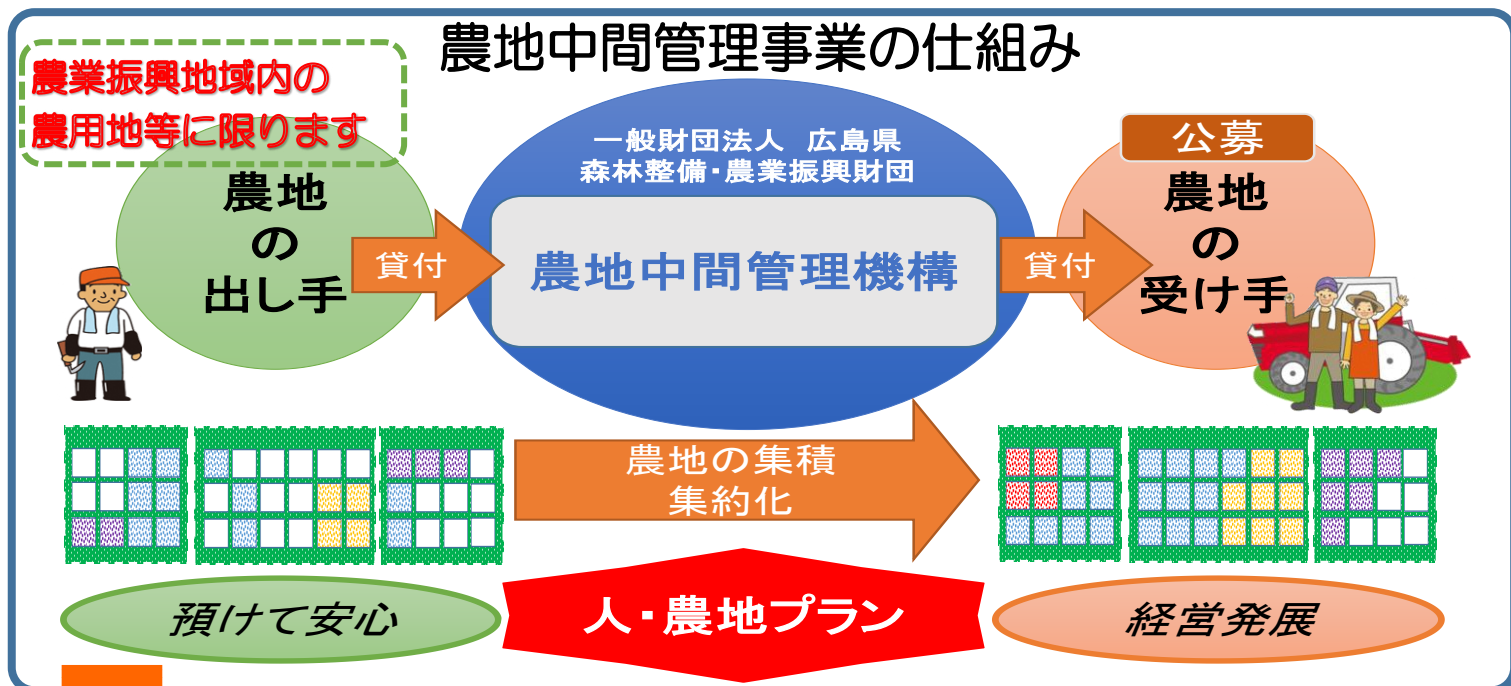 農地中間管理事業の仕組み
農業振興地域内の
農用地等に限ります
農地
の
出し手
貸付
一般財団法人　広島県
森林整備・農業振興財団
農地中間管理機構
貸付
公募
農地
の
受け手
農地の集積
集約化
預けて安心
人・農地プラン
経営発展